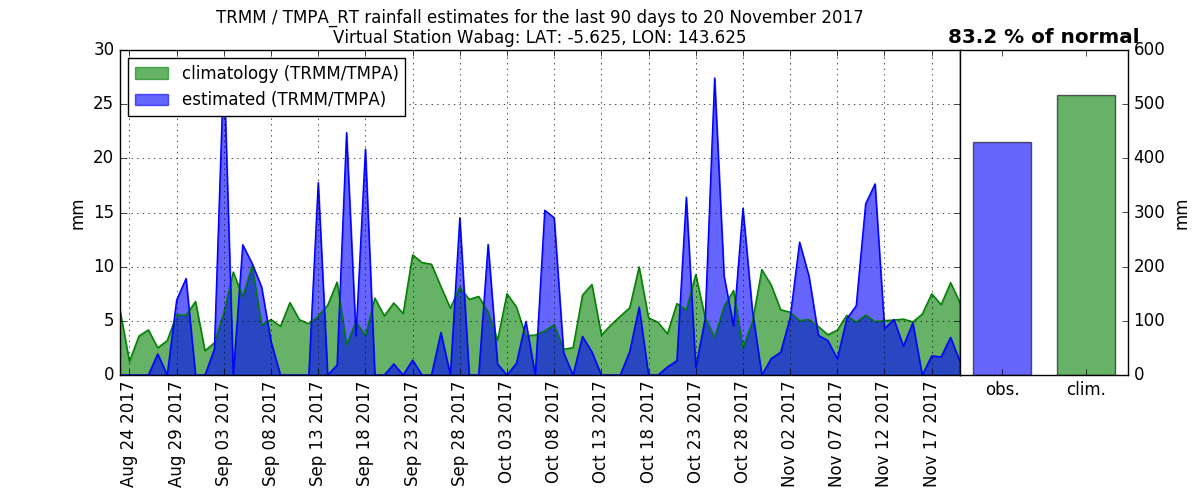 TRMM / TMPA_RT rainfall estimates for the last 90 days to 20 November 2017
Virtual Station Wabag: LAT: -5.625, LON: 143.625
83.2 % of normal
climatology (TRMM/TMPA)
estimated (TRMM/TMPA)
30
25
20
15
10
5
0
mm
Aug 24 2017
Aug 29 2017
Sep 03 2017
Sep 08 2017
Sep 13 2017
Sep 18 2017
Sep 23 2017
Sep 28 2017
Oct 03 2017
Oct 08 2017
Oct 13 2017
Oct 18 2017
Oct 23 2017
Oct 28 2017
Nov 02 2017
Nov 07 2017
Nov 12 2017
Nov 17 2017
obs.
clim.
600
500
400
300
200
100
0
mm